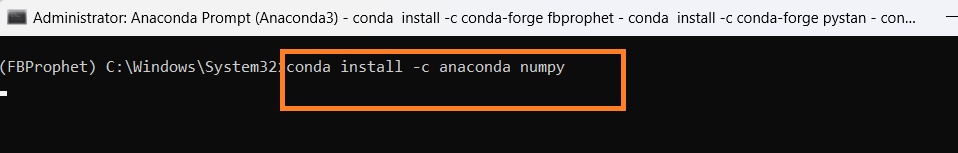 Administrator: Anaconda Prompt (Anaconda3) - conda  install -c conda-forge fbprophet - conda  install -c conda-forge pystan - con...
(FBProphet) C:\Windows\System32>conda install -c anaconda numpy